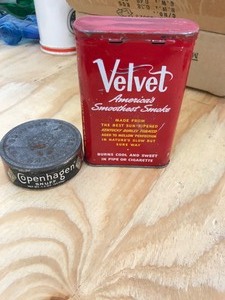 Velvet
America's
Smoothest Smoke
MADE FROM
THE BEST SUN-RIPENED
KENTUCKY BURLEY TOBACCO
AGED TO MELLOW PERFECTION
IN NATURE'S SLOW BUT
SURE WAY
BURNS COOL AND SWEET
IN PIPE OR CIGARETTE
Copenhagen
SNUFF